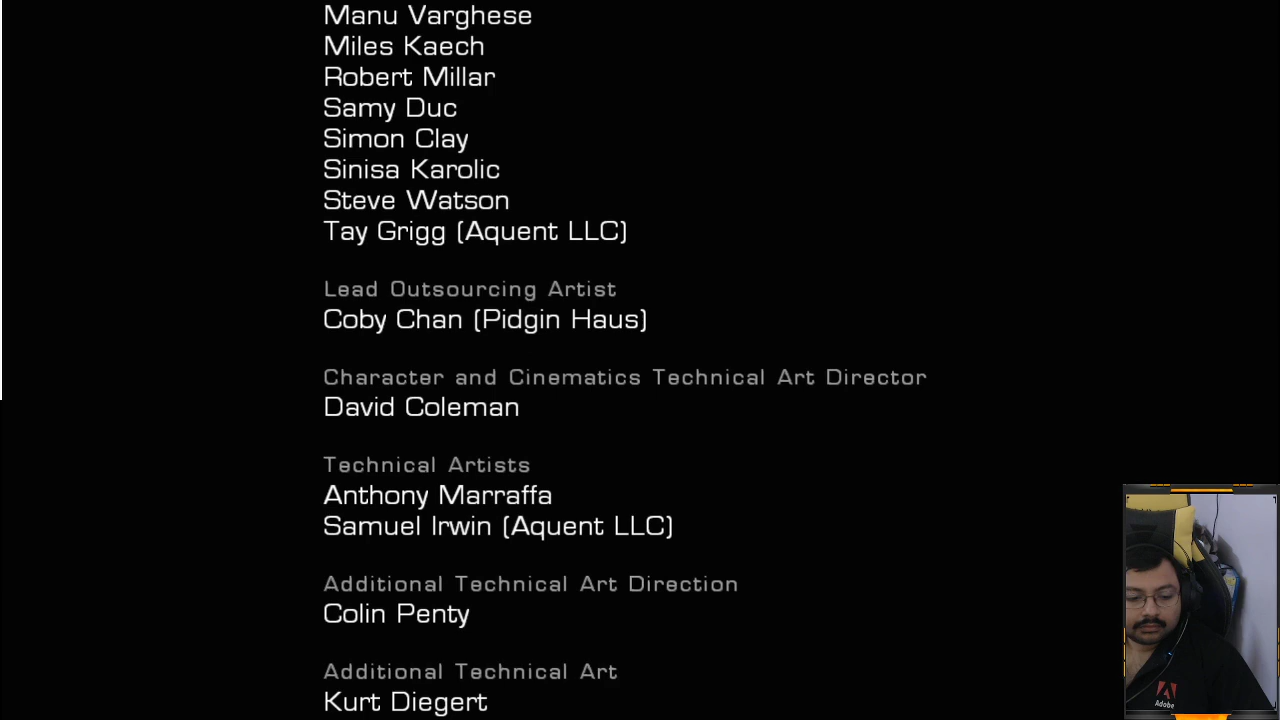 Manu Varghese
Miles Kaech
Robert Millar
Samy Duc
Simon Clay
Sinisa Karolic
Steve Watson
Tay Grigg (Aquent LLC)
Lead Outsourcing Artist
Coby Chan (Pidgin Haus)
Character and Cinematics Technical Art Director
David Coleman
Technical Artists
Anthony Marraffa
Samuel Irwin (Aquent LLC)
Additional Technical Art Direction
Colin Penty
Additional Technical Art
Kurt Diegert
Adobe